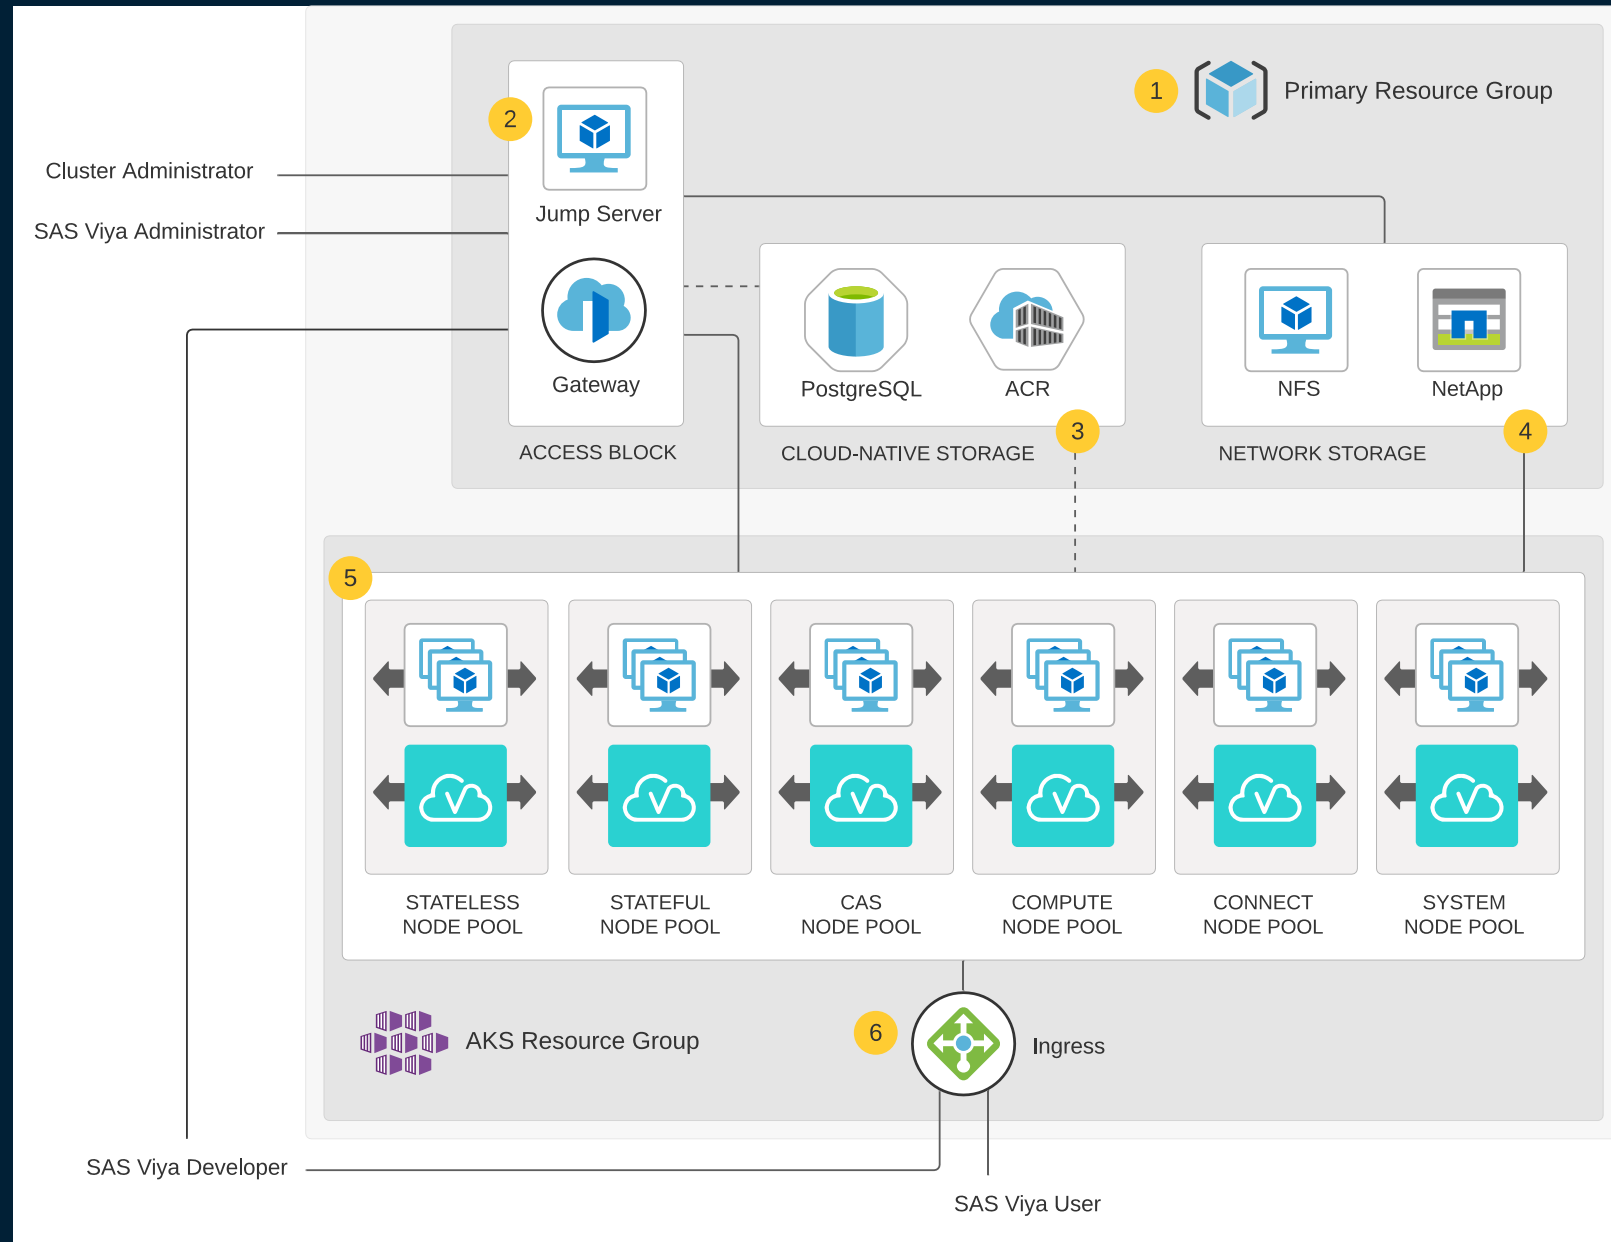 1
Primary Resource Group
2
Cluster Administrator
Jump Server
SAS Viya Administrator
Gateway
PostgreSQL
ACR
NFS
NetApp
3
4
ACCESS BLOCK
CLOUD-NATIVE STORAGE
NETWORK STORAGE
5
STATELESS
NODE POOL
STATEFUL
NODE POOL
CAS
NODE POOL
COMPUTE
NODE POOL
CONNECT
NODE POOL
SYSTEM
NODE POOL
AKS Resource Group
6
Ingress
SAS Viya Developer
SAS Viya User